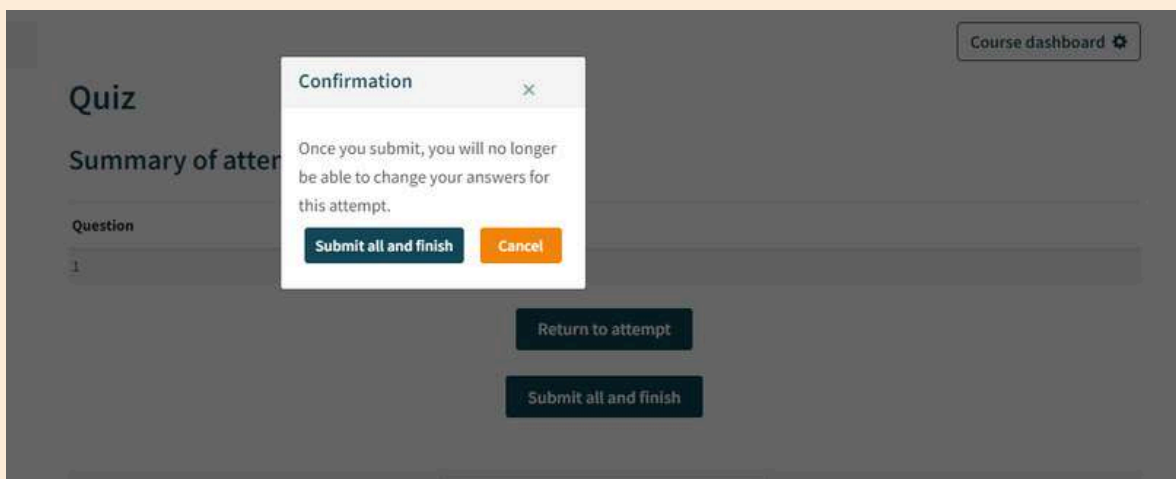 Course dashboard
Confirmation
Quiz
Once you submit, you will no longer
be able to change your answers for
this attempt.
Summary of atter
Question
Submit all and finish
Cancel
1
Return to attempt
Submit all and finish